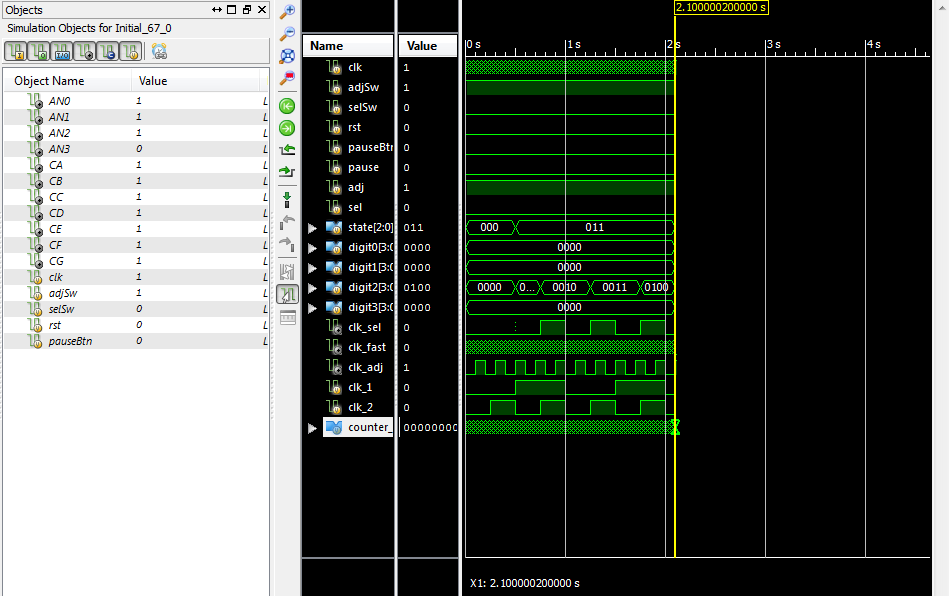 Objects
Simulation Objects for Initial_67_0
Object Name Value
AN0 1 L
AN1 1 L
AN2 1 L
AN3 0 L
CA 1 L
CB 1 L
CC 1 L
CD 1 L
CE 1 L
CF 1 L
CG 1 L
clk 1 L
adjSw 1 L
selSw 0 L
rst 0 L
pauseBtn 0 L
2.100000200000 s
Name Value 0 s 1 s 2 s 3 s 4 s
clk 1
adjSw 1
selSw 0
rst 0
pauseBtn 0
pause 0
adj 1
sel 0
state[2:0] 011 000 011
digit0[3:0 0000 0000
digit1[3:0 0000 0000
digit2[3:0 0100 0000 0... 0010 0011 0100
digit3[3:0 0000 0000
clk_sel 0
clk_fast 0
clk_adj 1
clk_1 0
clk_2 0
counter_ 00000000
X1: 2.100000200000 s